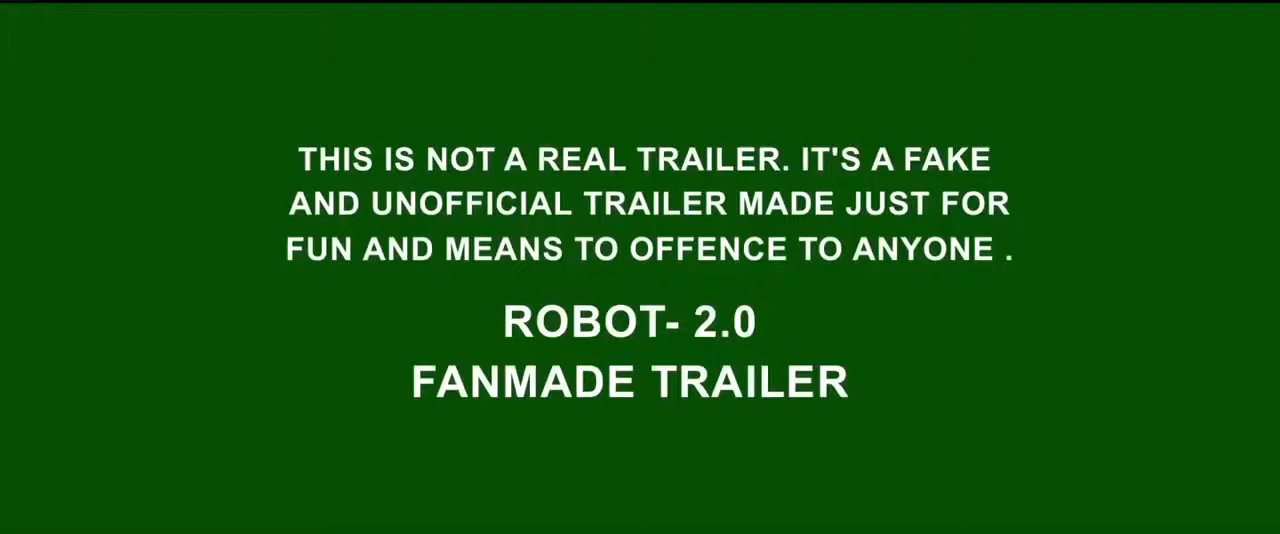 THIS IS NOT A REAL TRAILER. IT'S A FAKE
AND UNOFFICIAL TRAILER MADE JUST FOR
FUN AND MEANS TO OFFENCE TO ANYONE .
ROBOT- 2.0
FANMADE TRAILER